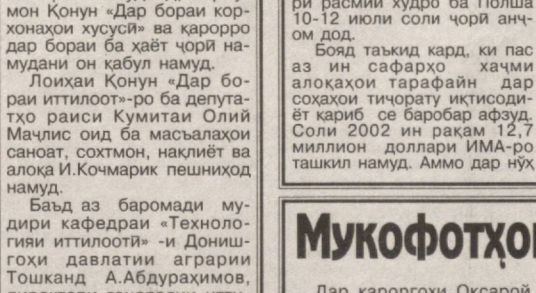 мон Қонун «Дар бораи кор-
хонаҳои хусусӣ» ва қарорро
дар бораи ба ҳаёт ҷорӣ на-
мудани он қабул намуд.
Лоиҳаи Қонун «Дар бо-
раи иттилоот»-ро ба депута-
тҳо раиси Кумитаи Олий
Маҷлис оид ба масъалаҳои
саноат, сохтмон, нақлиёт ва
алоқа И.Кочмарик пешниҳод
намуд.
Баъд аз баромади му-
дири кафедраи «Техноло-
гияи иттилоотӣ» -и Дониш-
гоҳи давлатии аграрии
Тошканд А.Абдураҳимов,
ри расмии худро ба Полша
10-12 июли соли ҷорӣ анҷ-
ом дод.
Бояд таъкид кард, ки пас
аз ин сафарҳо ҳаҷми
алоқаҳои тарафайн дар
соҳаҳои тиҷорату иқтисоди-
ёт қариб се баробар афзуд.
Соли 2002 ин рақам 12,7
миллион доллари ИМА-ро
ташкил намуд. Аммо дар нӯҳ
Мукофотҳо
Дар қароргоҳи Оқсарой